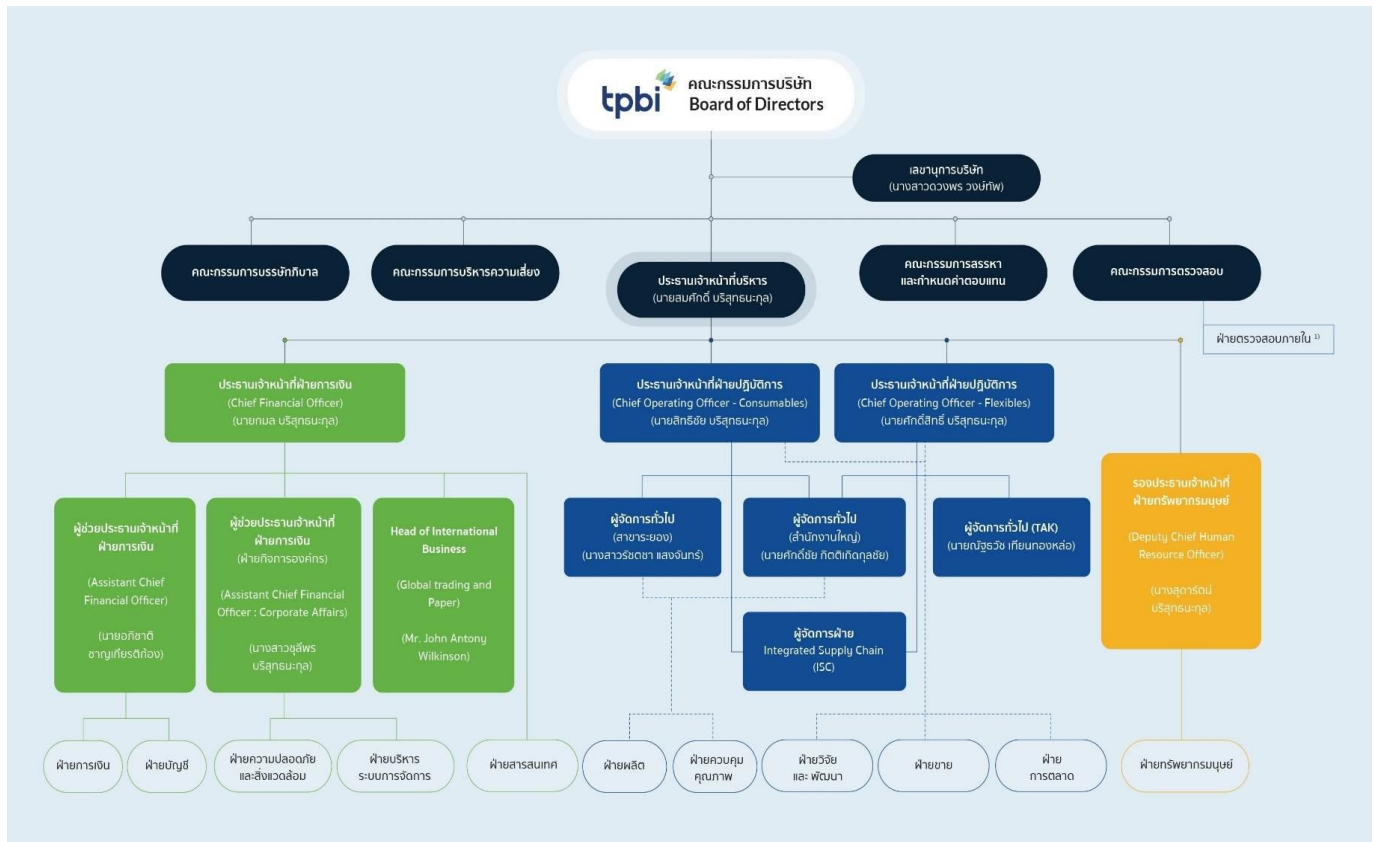 tpbi
คณะกรรมการบริษัท
Board of Directors
เลขานุการบริษัท
(นางสาวดวงพร วงษ์ทัพ)
คณะกรรมการบรรษัทภิบาล
คณะกรรมการบริหารความเสี่ยง
ประธานเจ้าหน้าที่บริหาร
(นายสมศักดิ์ บริสุทธนะกุล)
คณะกรรมการสรรหา
และกำหนดค่าตอบแทน
คณะกรรมการตรวจสอบ
ฝ่ายตรวจสอบภายใน ¹⁾
ประธานเจ้าหน้าที่ฝ่ายการเงิน
(Chief Financial Officer)
(นายกมล บริสุทธนะกุล)
ประธานเจ้าหน้าที่ฝ่ายปฏิบัติการ
(Chief Operating Officer - Consumables)
(นายสิทธิชัย บริสุทธนะกุล)
ประธานเจ้าหน้าที่ฝ่ายปฏิบัติการ
(Chief Operating Officer - Flexibles)
(นายศักดิ์สิทธิ์ บริสุทธนะกุล)
รองประธานเจ้าหน้าที่
ฝ่ายทรัพยากรมนุษย์
(Deputy Chief Human
Resource Officer)
(นางสุดารัตน์
บริสุทธนะกุล)
ผู้ช่วยประธานเจ้าหน้าที่
ฝ่ายการเงิน
(Assistant Chief
Financial Officer)
(นายอภิชาติ
ชาญเกียรติก้อง)
ผู้ช่วยประธานเจ้าหน้าที่
ฝ่ายการเงิน
(ฝ่ายกิจการองค์กร)
(Assistant Chief Financial
Officer : Corporate Affairs)
(นางสาวชุลีพร
บริสุทธนะกุล)
Head of International
Business
(Global trading and
Paper)
(Mr. John Antony
Wilkinson)
ผู้จัดการทั่วไป
(สาขาระยอง)
(นางสาวรัชตชา แสงจันทร์)
ผู้จัดการทั่วไป
(สำนักงานใหญ่)
(นายศักดิ์ชัย กิตติเกิดกุลชัย)
ผู้จัดการทั่วไป (TAK)
(นายณัฐธวัช เทียนทองหล่อ)
ผู้จัดการฝ่าย
Integrated Supply Chain
(ISC)
ฝ่ายการเงิน
ฝ่ายบัญชี
ฝ่ายความปลอดภัย
และสิ่งแวดล้อม
ฝ่ายบริหาร
ระบบการจัดการ
ฝ่ายสารสนเทศ
ฝ่ายผลิต
ฝ่ายควบคุม
คุณภาพ
ฝ่ายวิจัย
และ พัฒนา
ฝ่ายขาย
ฝ่าย
การตลาด
ฝ่ายทรัพยากรมนุษย์